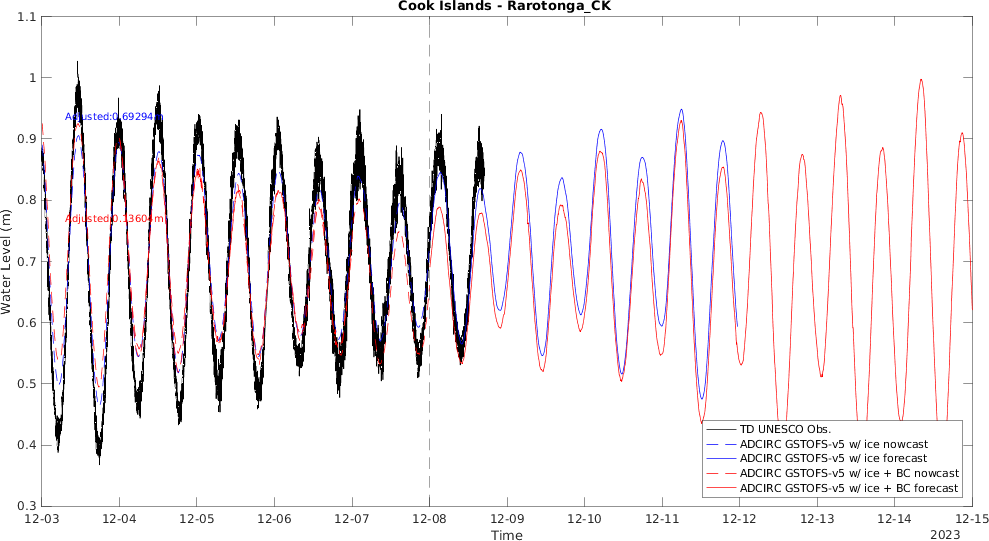 Cook Islands - Rarotonga_CK
1.1
1
0.9
0.8
0.7
0.6
0.5
0.4
0.3
Water Level (m)
Adjusted:0.69294m
Adjusted:0.13604m
TD UNESCO Obs.
ADCIRC GSTOFS-v5 w/ ice nowcast
ADCIRC GSTOFS-v5 w/ ice forecast
ADCIRC GSTOFS-v5 w/ ice + BC nowcast
ADCIRC GSTOFS-v5 w/ ice + BC forecast
12-03 12-04 12-05 12-06 12-07 12-08 12-09 12-10 12-11 12-12 12-13 12-14 12-15
Time
2023